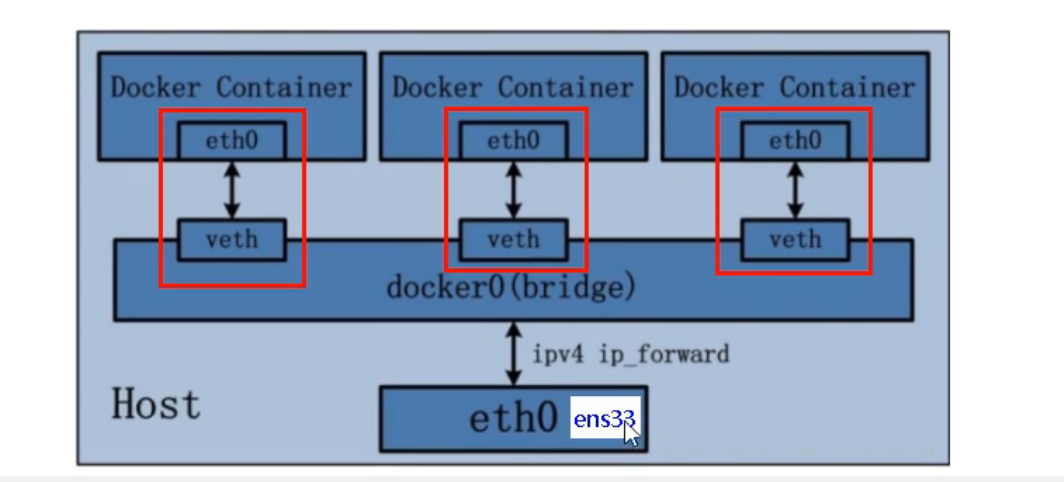 Docker Container
Docker Container
Docker Container
eth0
eth0
eth0
veth
veth
veth
docker0(bridge)
ipv4 ip_forward
Host
eth0 ens33